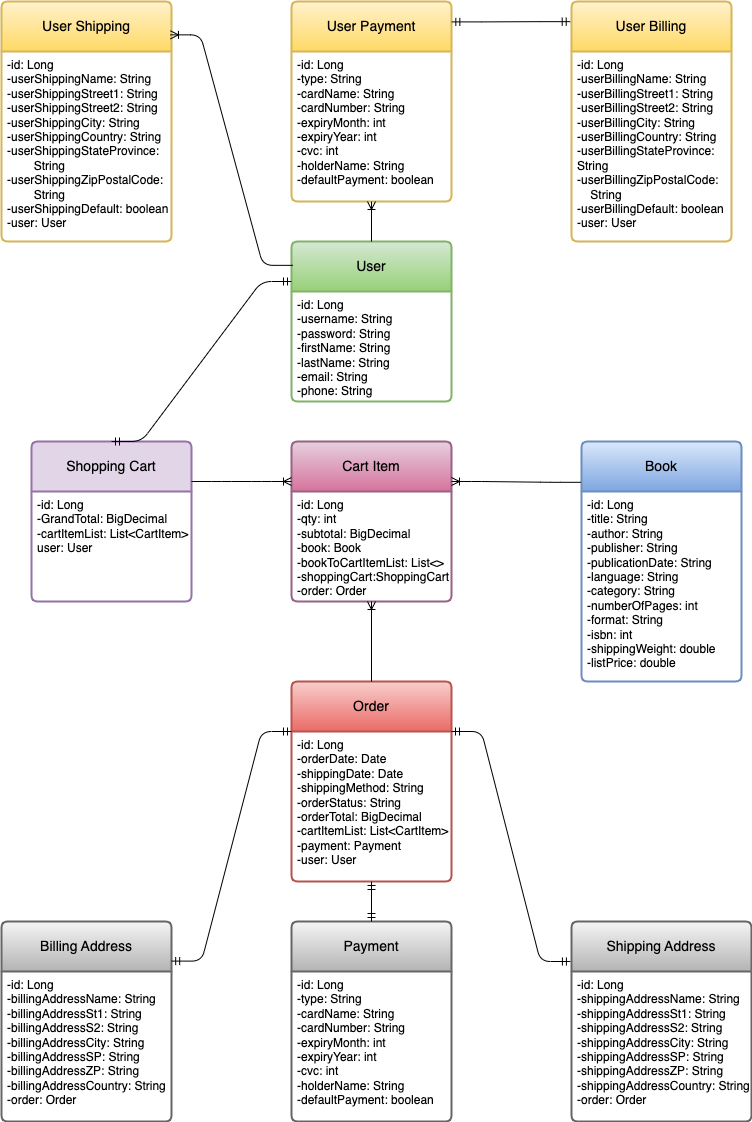 User Shipping
-id: Long
-userShippingName: String
-userShippingStreet1: String
-userShippingStreet2: String
-userShippingCity: String
-userShippingCountry: String
-userShippingStateProvince:
String
-userShippingZipPostalCode:
String
-userShippingDefault: boolean
-user: User
User Payment
-id: Long
-type: String
-cardName: String
-cardNumber: String
-expiryMonth: int
-expiryYear: int
-cvc: int
-holderName: String
-defaultPayment: boolean
User Billing
-id: Long
-userBillingName: String
-userBillingStreet1: String
-userBillingStreet2: String
-userBillingCity: String
-userBillingCountry: String
-userBillingStateProvince:
String
-userBillingZipPostalCode:
String
-userBillingDefault: boolean
-user: User
User
-id: Long
-username: String
-password: String
-firstName: String
-lastName: String
-email: String
-phone: String
Shopping Cart
-id: Long
-GrandTotal: BigDecimal
-cartItemList: List<CartItem>
user: User
Cart Item
-id: Long
-qty: int
-subtotal: BigDecimal
-book: Book
-bookToCartItemList: List<>
-shoppingCart:ShoppingCart
-order: Order
Book
-id: Long
-title: String
-author: String
-publisher: String
-publicationDate: String
-language: String
-category: String
-numberOfPages: int
-format: String
-isbn: int
-shippingWeight: double
-listPrice: double
Order
-id: Long
-orderDate: Date
-shippingDate: Date
-shippingMethod: String
-orderStatus: String
-orderTotal: BigDecimal
-cartItemList: List<CartItem>
-payment: Payment
-user: User
Billing Address
-id: Long
-billingAddressName: String
-billingAddressSt1: String
-billingAddressS2: String
-billingAddressCity: String
-billingAddressSP: String
-billingAddressZP: String
-billingAddressCountry: String
-order: Order
Payment
-id: Long
-type: String
-cardName: String
-cardNumber: String
-expiryMonth: int
-expiryYear: int
-cvc: int
-holderName: String
-defaultPayment: boolean
Shipping Address
-id: Long
-shippingAddressName: String
-shippingAddressSt1: String
-shippingAddressS2: String
-shippingAddressCity: String
-shippingAddressSP: String
-shippingAddressZP: String
-shippingAddressCountry: String
-order: Order